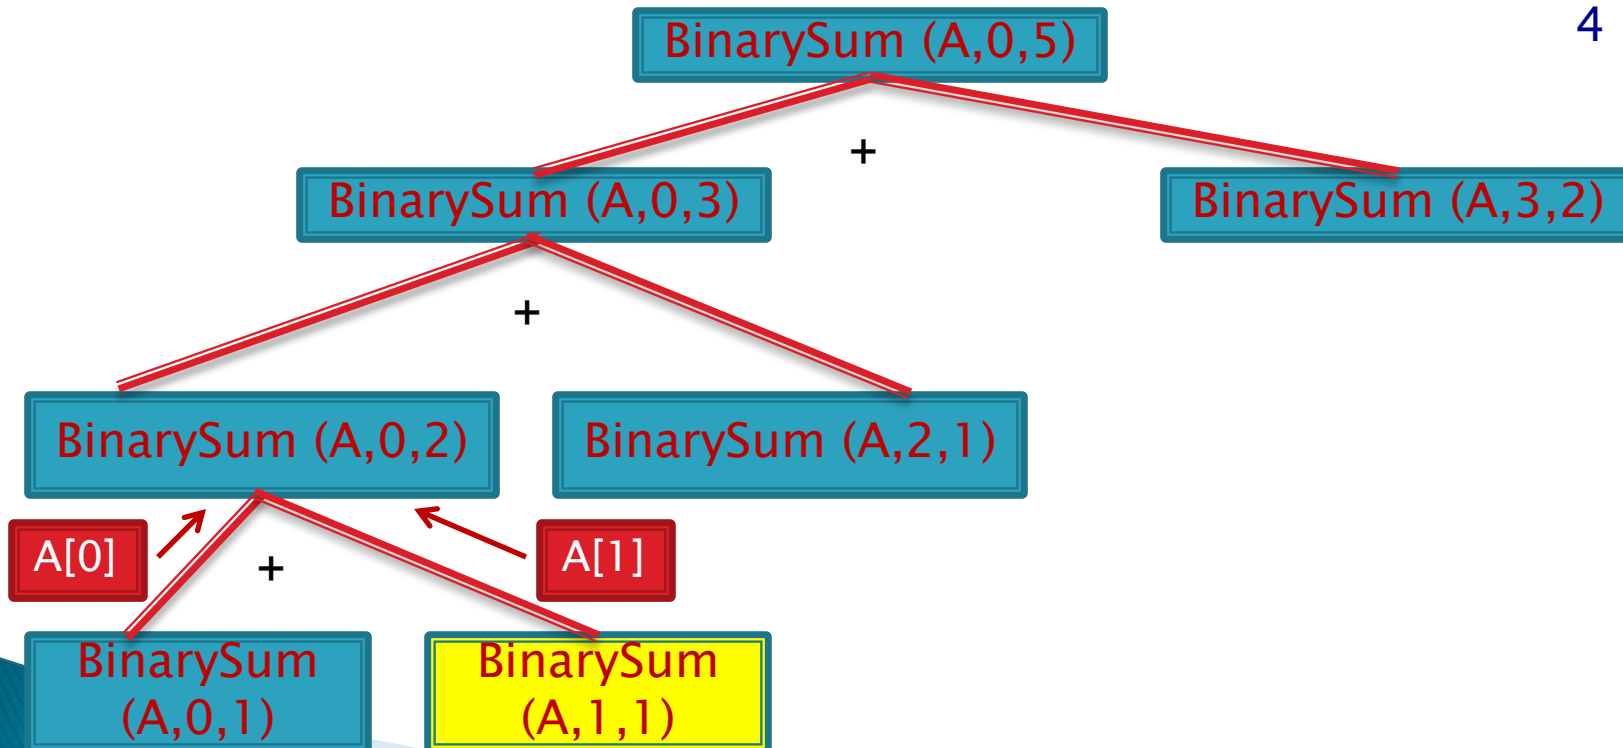 4
BinarySum (A,0,5)
+
BinarySum (A,0,3)
BinarySum (A,3,2)
+
BinarySum (A,0,2)
BinarySum (A,2,1)
A[0]
+
A[1]
BinarySum
(A,0,1)
BinarySum
(A,1,1)